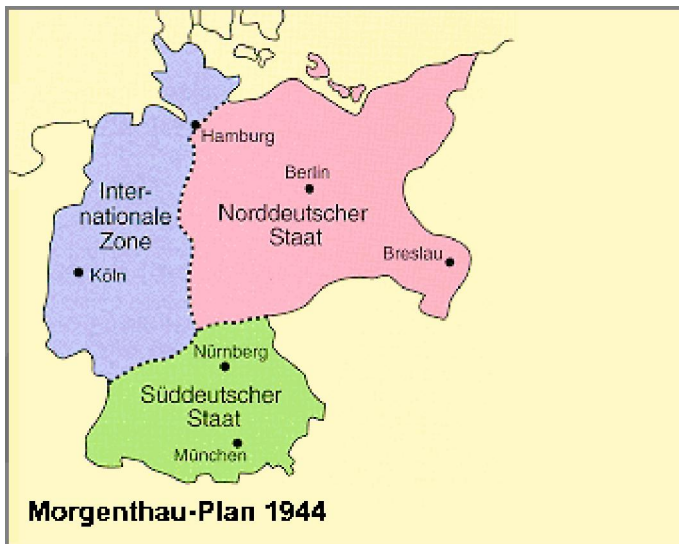 Hamburg
Berlin
Inter-
nationale
Zone
Norddeutscher
Staat
Breslau
Köln
Nürnberg
Süddeutscher
Staat
München
Morgenthau-Plan 1944